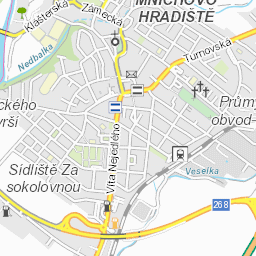 MNICHOVO
HRADIŠTĚ
Klášterská
Zámecká
Nedbalka
Turnovská
ckého
vrší
Průmy
obvod-
Víta Nejedlého
Sídliště Za
sokolovnou
Veselka
268